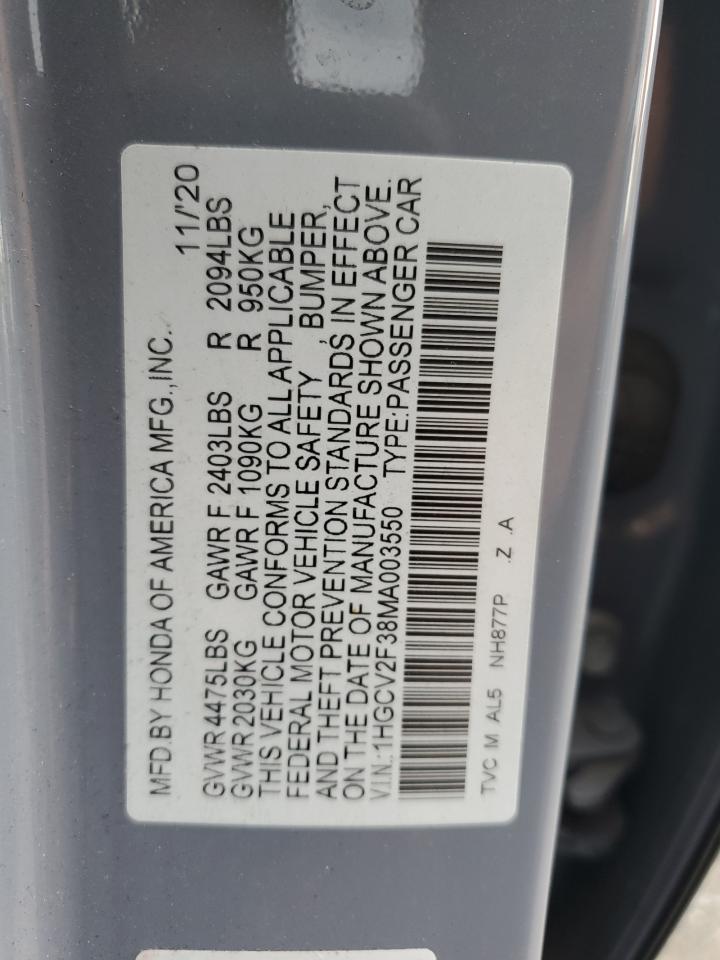 MFD.BY HONDA OF AMERICA MFG.,INC. 11/'20
GVWR 4475LBS GAWR F 2403LBS R 2094LBS
GVWR 2030KG GAWR F 1090KG R 950KG
THIS VEHICLE CONFORMS TO ALL APPLICABLE
FEDERAL MOTOR VEHICLE SAFETY , BUMPER,
AND THEFT PREVENTION STANDARDS IN EFFECT
ON THE DATE OF MANUFACTURE SHOWN ABOVE.
V.I.N.:1HGCV2F38MA003550 TYPE:PASSENGER CAR
TVC M AL5 NH877P .Z .A